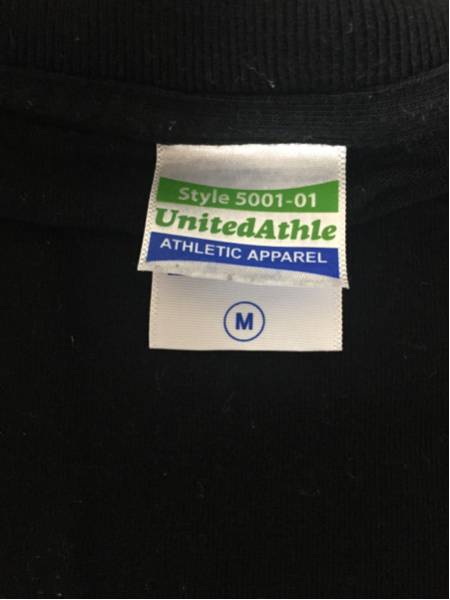 Style 5001-01
UnitedAthle
ATHLETIC APPAREL
M